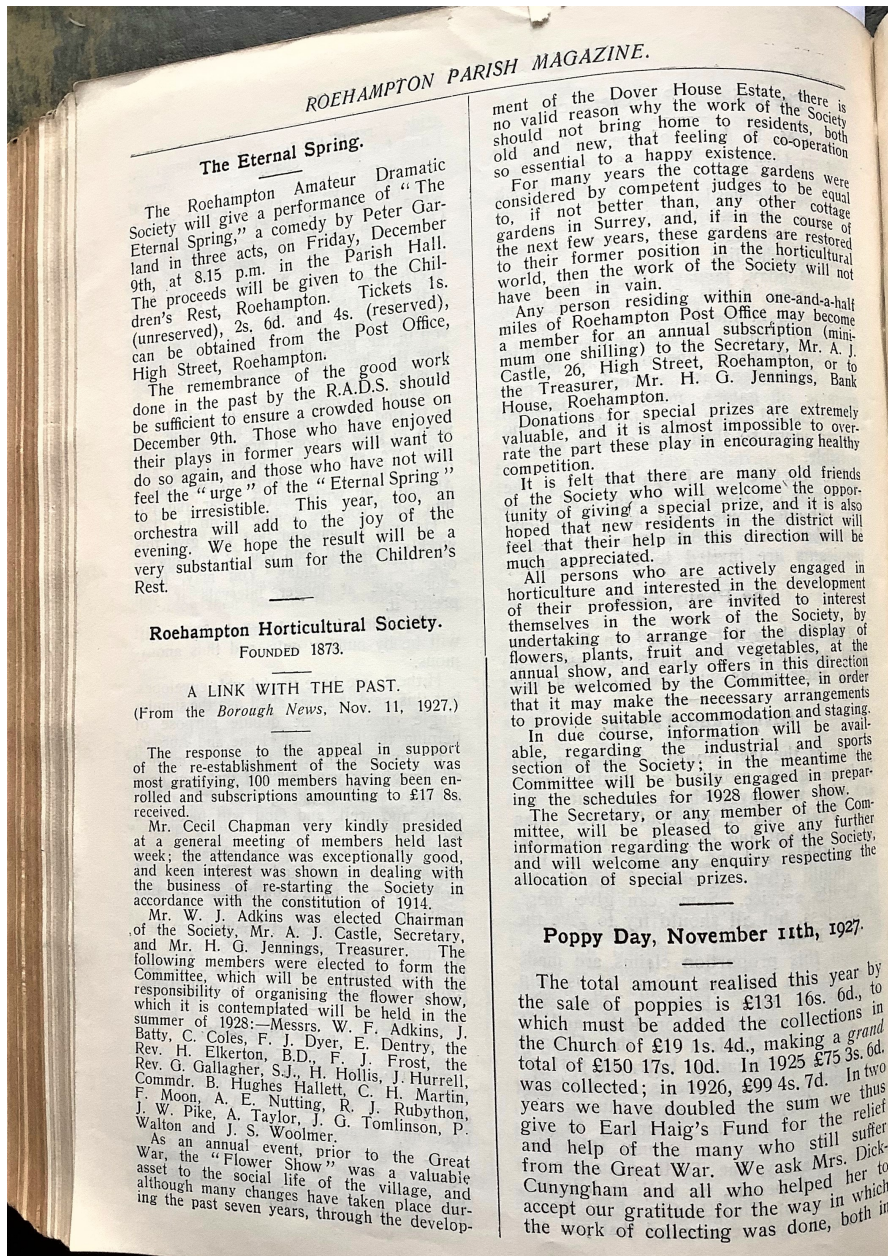 ROEHAMPTON PARISH MAGAZINE.
The Eternal Spring.
The Roehampton Amateur Dramatic
Society will give a performance of "The
Eternal Spring," a comedy by Peter Gar-
land in three acts, on Friday, December
9th, at 8.15 p.m. in the Parish Hall.
The proceeds will be given to the Chil-
dren's Rest, Roehampton. Tickets 1s.
(unreserved), 2s. 6d. and 4s. (reserved),
can be obtained from the Post Office,
High Street, Roehampton.
The remembrance of the good work
done in the past by the R.A.D.S. should
be sufficient to ensure a crowded house on
December 9th. Those who have enjoyed
their plays in former years will want to
do so again, and those who have not will
feel the "urge" of the "Eternal Spring"
to be irresistible. This year, too, an
orchestra will add to the joy of the
evening. We hope the result will be a
very substantial sum for the Children's
Rest.
Roehampton Horticultural Society.
FOUNDED 1873.
A LINK WITH THE PAST.
(From the Borough News, Nov. 11, 1927.)
The response to the appeal in support
of the re-establishment of the Society was
most gratifying, 100 members having been en-
rolled and subscriptions amounting to £17 8s.
received.
Mr. Cecil Chapman very kindly presided
at a general meeting of members held last
week; the attendance was exceptionally good,
and keen interest was shown in dealing with
the business of re-starting the Society in
accordance with the constitution of 1914.
Mr. W. J. Adkins was elected Chairman
of the Society, Mr. A. J. Castle, Secretary,
and Mr. H. G. Jennings, Treasurer. The
following members were elected to form the
Committee, which will be entrusted with the
responsibility of organising the flower show,
which it is contemplated will be held in the
summer of 1928:—Messrs. W. F. Adkins, J.
Batty, C. Coles, F. J. Dyer, E. Dentry, the
Rev. H. Elkerton, B.D., F. J. Frost, the
Rev. G. Gallagher, S.J., H. Hollis, J. Hurrell,
Commdr. B. Hughes Hallett, C. H. Martin,
F. Moon, A. E. Nutting, R. J. Rubython,
J. W. Pike, A. Taylor, J. G. Tomlinson, P.
Walton and J. S. Woolmer.
As an annual event, prior to the Great
War, the "Flower Show" was a valuable
asset to the social life of the village, and
although many changes have taken place dur-
ing the past seven years, through the develop-
ment of the Dover House Estate, there is
no valid reason why the work of the Society
should not bring home to residents, both
old and new, that feeling of co-operation
so essential to a happy existence.
For many years the cottage gardens were
considered by competent judges to be equal
to, if not better than, any other cottage
gardens in Surrey, and, if in the course of
the next few years, these gardens are restored
to their former position in the horticultural
world, then the work of the Society will not
have been in vain.
Any person residing within one-and-a-half
miles of Roehampton Post Office may become
a member for an annual subscription (mini-
mum one shilling) to the Secretary, Mr. A. J.
Castle, 26, High Street, Roehampton, or to
the Treasurer, Mr. H. G. Jennings, Bank
House, Roehampton.
Donations for special prizes are extremely
valuable, and it is almost impossible to over-
rate the part these play in encouraging healthy
competition.
It is felt that there are many old friends
of the Society who will welcome the oppor-
tunity of giving a special prize, and it is also
hoped that new residents in the district will
feel that their help in this direction will be
much appreciated.
All persons who are actively engaged in
horticulture and interested in the development
of their profession, are invited to interest
themselves in the work of the Society, by
undertaking to arrange for the display of
flowers, plants, fruit and vegetables, at the
annual show, and early offers in this direction
will be welcomed by the Committee, in order
that it may make the necessary arrangements
to provide suitable accommodation and staging.
In due course, information will be avail-
able, regarding the industrial and sports
section of the Society; in the meantime the
Committee will be busily engaged in prepar-
ing the schedules for 1928 flower show.
The Secretary, or any member of the Com-
mittee, will be pleased to give any further
information regarding the work of the Society,
and will welcome any enquiry respecting the
allocation of special prizes.
Poppy Day, November 11th, 1927.
The total amount realised this year by
the sale of poppies is £131 16s. 6d., to
which must be added the collections in
the Church of £19 1s. 4d., making a grand
total of £150 17s. 10d. In 1925 £75 3s. 6d.
was collected; in 1926, £99 4s. 7d. In two
years we have doubled the sum we thus
give to Earl Haig's Fund for the relief
and help of the many who still suffer
from the Great War. We ask Mrs. Dick-
Cunyngham and all who helped her to
accept our gratitude for the way in which
the work of collecting was done, both in